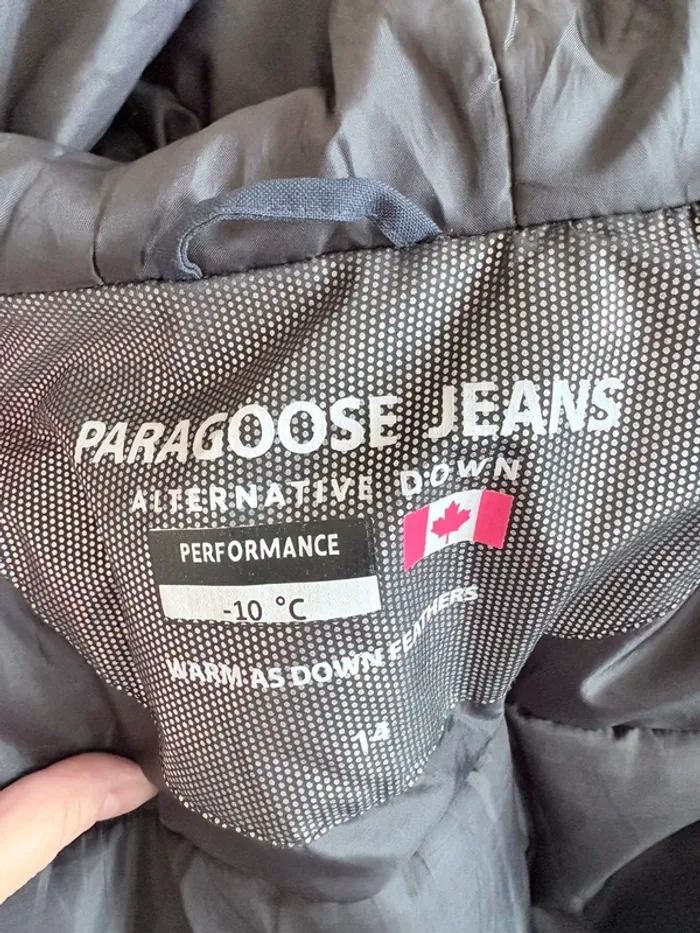 PARAGOOSE JEANS
ALTERNATIVE DOWN
PERFORMANCE
-10 °C
WARM AS DOWN FEATHERS
14